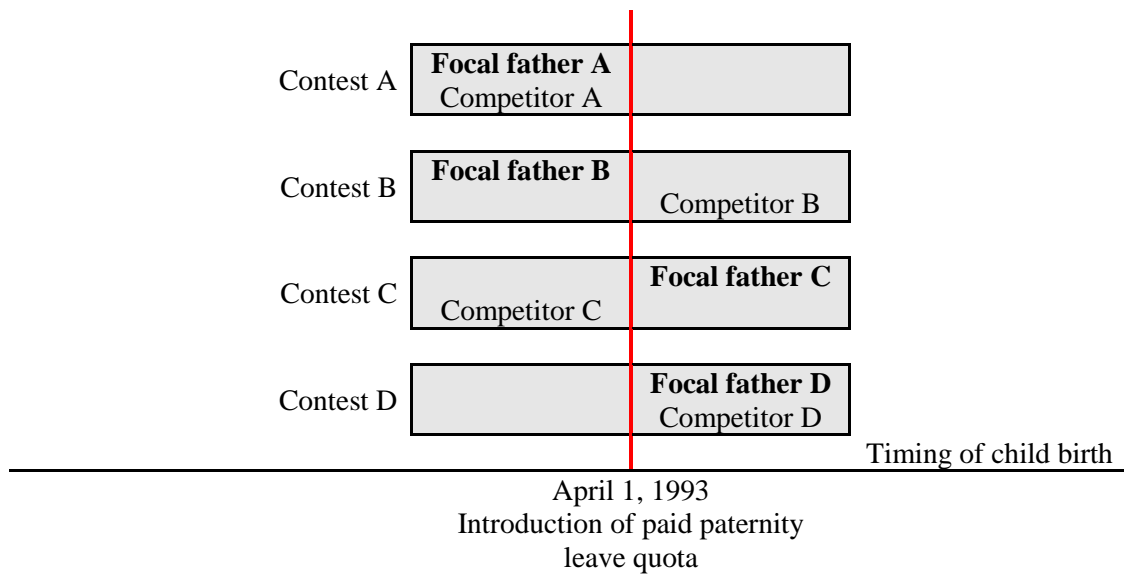 Contest A
Focal father A
Competitor A
Contest B
Focal father B
Competitor B
Contest C
Focal father C
Competitor C
Contest D
Focal father D
Competitor D
Timing of child birth
April 1, 1993
Introduction of paid paternity
leave quota